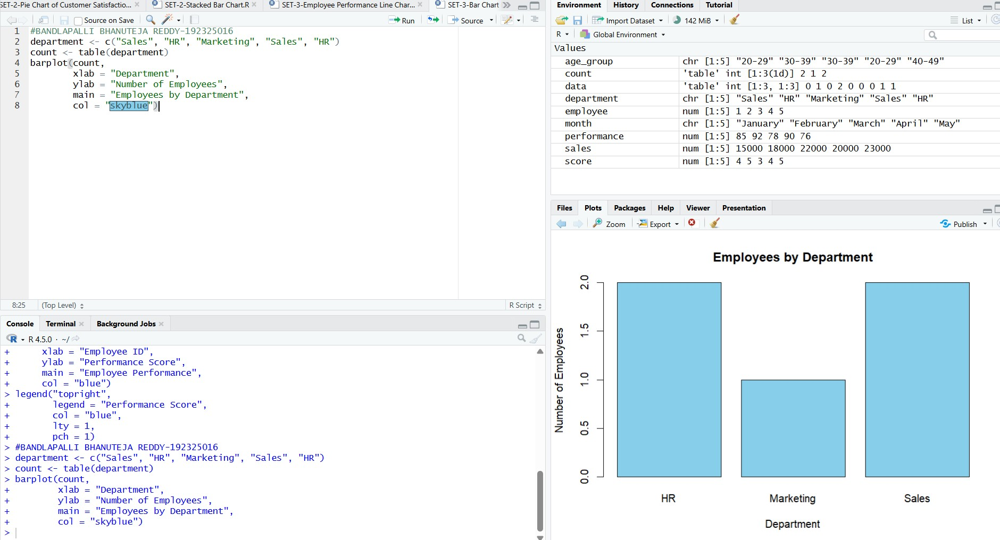 SET-2-Pie Chart of Customer Satisfactio... SET-2-Stacked Bar Chart.R SET-3-Employee Performance Line Char... SET-3-Bar Chart
Source on Save Run Source
1 #BANDLAPALLI BHANUTEJA REDDY-192325016
2 department <- c("Sales", "HR", "Marketing", "Sales", "HR")
3 count <- table(department)
4 barplot(count,
5         xlab = "Department",
6         ylab = "Number of Employees",
7         main = "Employees by Department",
8         col = "skyblue")
8:25 (Top Level) R Script
Console Terminal Background Jobs
R 4.5.0 · ~/
+      xlab = "Employee ID",
+      ylab = "Performance Score",
+      main = "Employee Performance",
+      col = "blue")
> legend("topright",
+        legend = "Performance Score",
+        col = "blue",
+        lty = 1,
+        pch = 1)
> #BANDLAPALLI BHANUTEJA REDDY-192325016
> department <- c("Sales", "HR", "Marketing", "Sales", "HR")
> count <- table(department)
> barplot(count,
+         xlab = "Department",
+         ylab = "Number of Employees",
+         main = "Employees by Department",
+         col = "skyblue")
>
Environment History Connections Tutorial
Import Dataset 142 MiB List
R Global Environment
Values
age_group chr [1:5] "20-29" "30-39" "30-39" "20-29" "40-49"
count 'table' int [1:3(1d)] 2 1 2
data 'table' int [1:3, 1:3] 0 1 0 2 0 0 0 1 1
department chr [1:5] "Sales" "HR" "Marketing" "Sales" "HR"
employee num [1:5] 1 2 3 4 5
month chr [1:5] "January" "February" "March" "April" "May"
performance num [1:5] 85 92 78 90 76
sales num [1:5] 15000 18000 22000 20000 23000
score num [1:5] 4 5 3 4 5
Files Plots Packages Help Viewer Presentation
Zoom Export Publish
Employees by Department
Number of Employees
2.0
1.5
1.0
0.5
0.0
HR Marketing Sales
Department